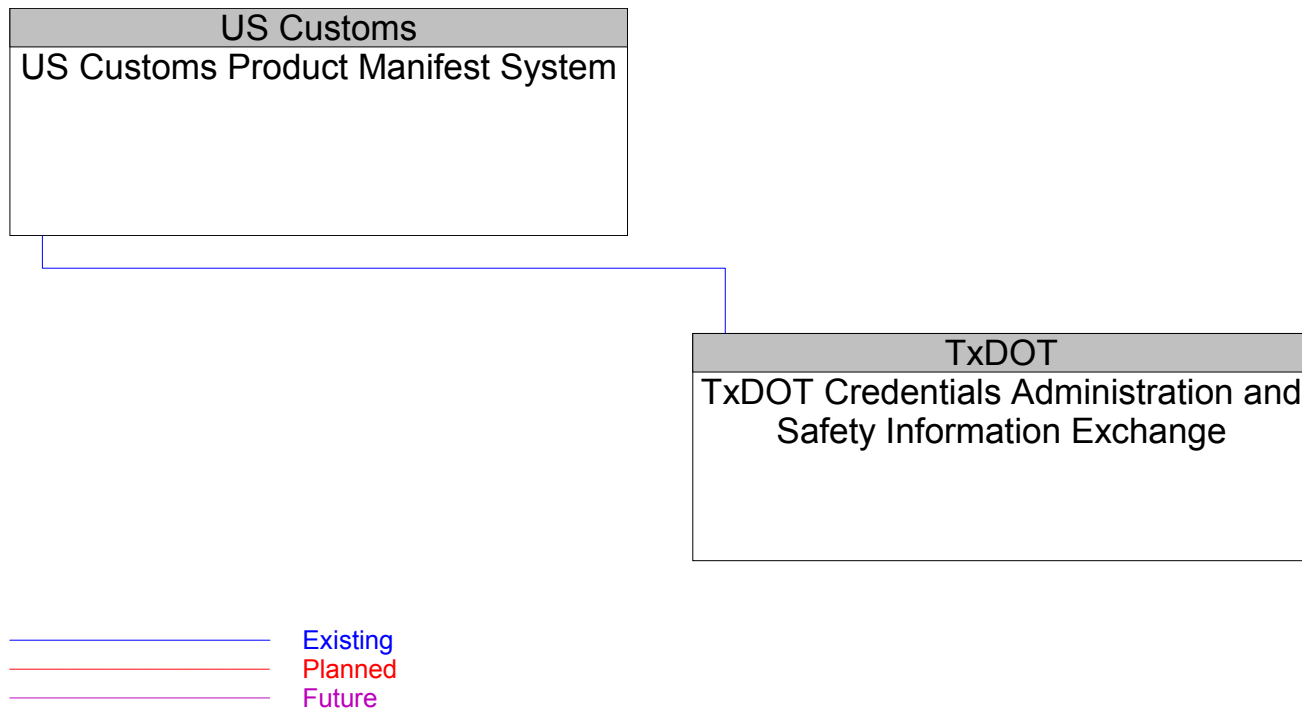 US Customs
US Customs Product Manifest System
TxDOT
TxDOT Credentials Administration and
Safety Information Exchange
Existing
Planned
Future